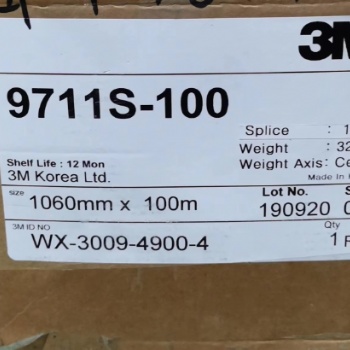 3M
9711S-100
Splice : 1
Weight : 32
Shelf Life : 12 Mon
Weight Axis: Ce
3M Korea Ltd.
Made in
size
1060mm x 100m
Lot No. S
190920 0
3M ID NO
WX-3009-4900-4
Qty
1